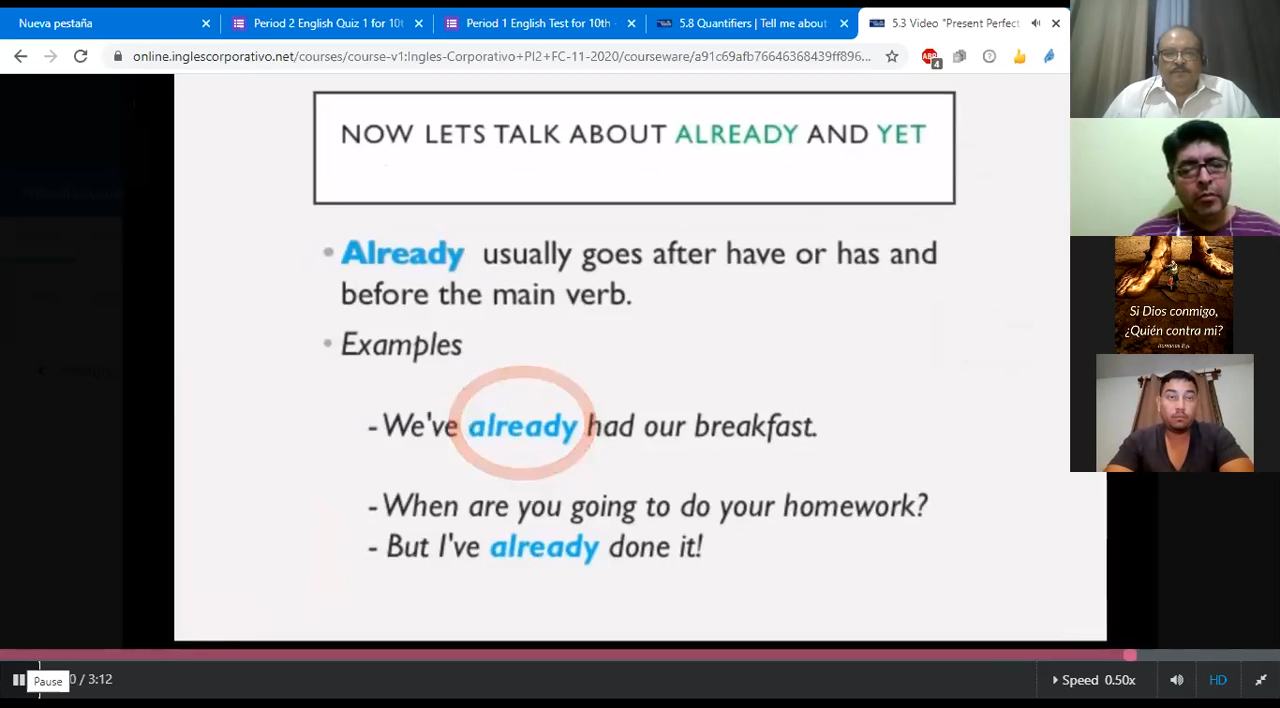 Nueva pestaña
Period 2 English Quiz 1 for 10t
Period 1 English Test for 10th
5.8 Quantifiers | Tell me about
5.3 Video "Present Perfect
online.inglescorporativo.net/courses/course-v1:Ingles-Corporativo+PI2+FC-11-2020/courseware/a91c69afb76646368439ff896...
ABP
4
NOW LETS TALK ABOUT ALREADY AND YET
• Already usually goes after have or has and
before the main verb.
• Examples
- We've already had our breakfast.
- When are you going to do your homework?
- But I've already done it!
Si Dios conmigo,
¿Quién contra mi?
0 / 3:12
Pause
Speed 0.50x
HD